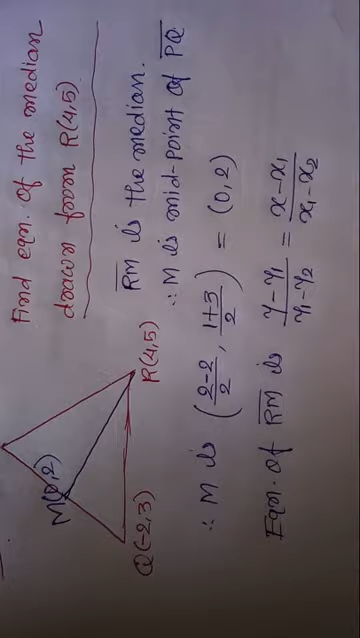 Find eqn. Of the median
drawn from R(4,5)
M(0,2)
Q(-2,3)
R(4,5)
RM is the median.
∴ M is mid-point of PQ
∴ M is (2-2/2, 1+3/2) = (0,2)
Eqn. Of RM is y-y₁/y₁-y₂ = x-x₁/x₁-x₂